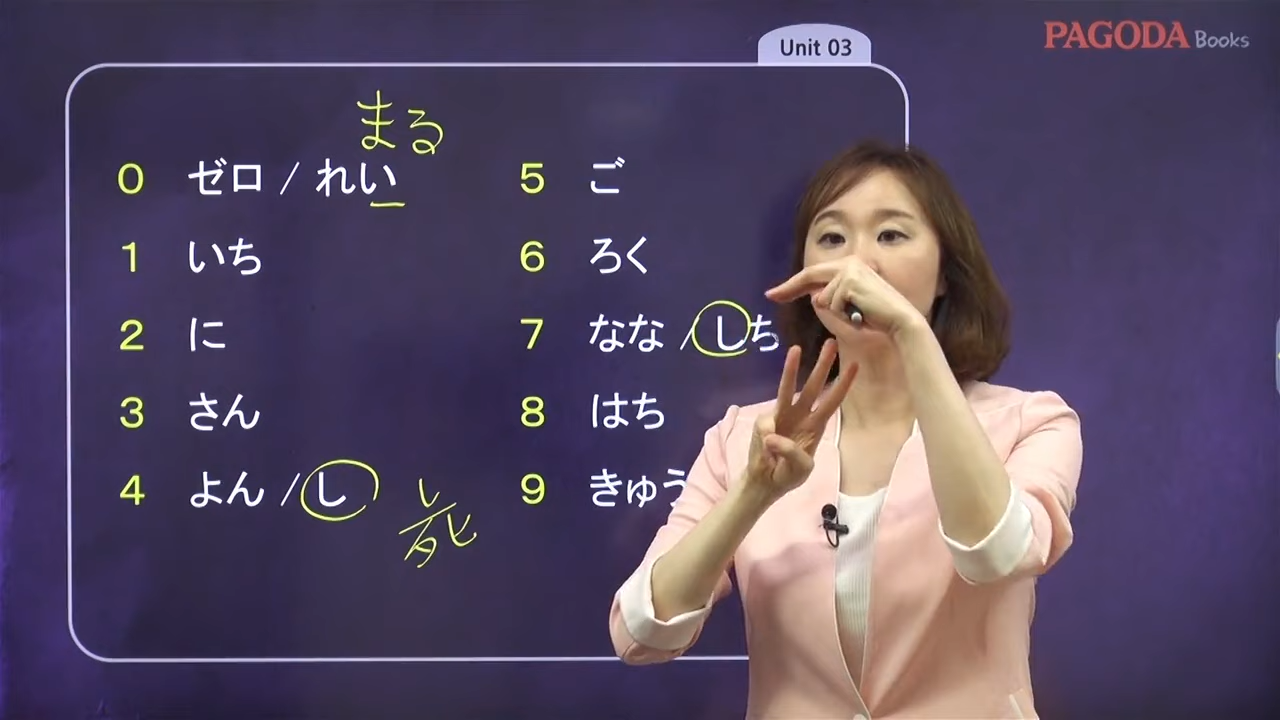 Unit 03
PAGODA Books
まる
0 ゼロ / れい
5 ご
1 いち
6 ろく
2 に
7 なな / しち
3 さん
8 はち
4 よん / し
し
死
9 きゅう